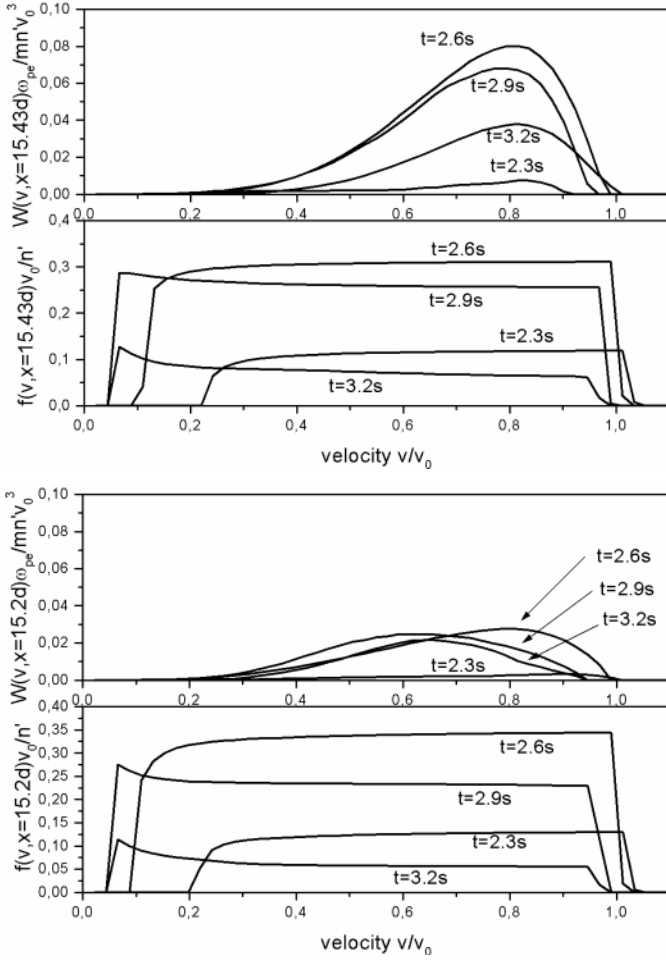 W(v,x=15.43d)ω_pe/mn'v_0^3
0,10
0,08
0,06
0,04
0,02
0,00
t=2.6s
t=2.9s
t=3.2s
t=2.3s
0,0 0,2 0,4 0,6 0,8 1,0
f(v,x=15.43d)v_0/n'
0,4
0,3
0,2
0,1
0,0
t=2.6s
t=2.9s
t=2.3s
t=3.2s
0,0 0,2 0,4 0,6 0,8 1,0
velocity v/v_0
W(v,x=15.2d)ω_pe/mn'v_0^3
0,10
0,08
0,06
0,04
0,02
0,00
t=2.6s
t=2.9s
t=3.2s
t=2.3s
0,0 0,2 0,4 0,6 0,8 1,0
f(v,x=15.2d)v_0/n'
0,40
0,35
0,30
0,25
0,20
0,15
0,10
0,05
0,00
t=2.6s
t=2.9s
t=2.3s
t=3.2s
0,0 0,2 0,4 0,6 0,8 1,0
velocity v/v_0